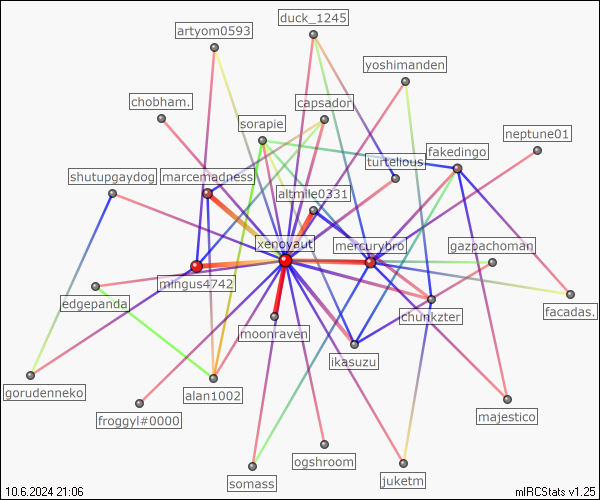 duck_1245
artyom0593
yoshimanden
chobham.
capsador
sorapie
neptune01
fakedingo
turtelious
shutupgaydog
marcemadness
altmile0331
xenoyaut
mercurybro
gazpachoman
mingus4742
edgepanda
facadas.
chunkzter
moonraven
ikasuzu
gorudenneko
alan1002
froggyl#0000
majestico
ogshroom
somass
juketm
10.6.2024 21:06
mIRCStats v1.25